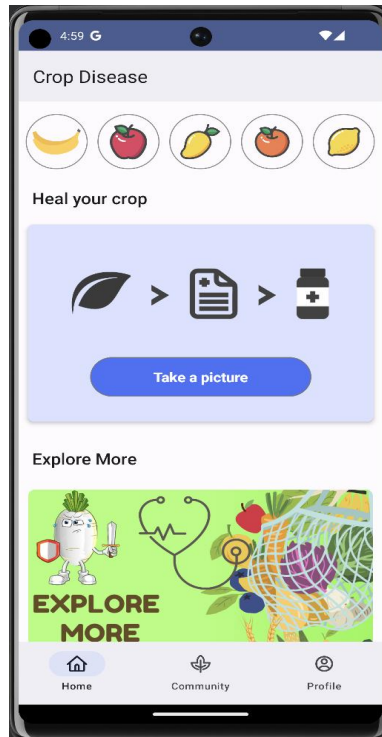 4:59 G
Crop Disease
Heal your crop
> >
Take a picture
Explore More
EXPLORE
MORE
Home Community Profile